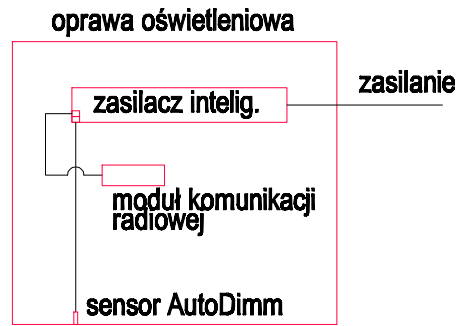 oprawa oświetleniowa
zasilanie
zasilacz intelig.
moduł komunikacji
radiowej
sensor AutoDimm